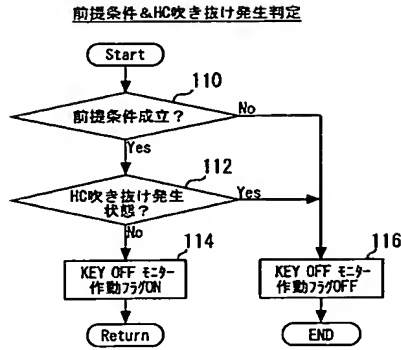 前提条件&HC吹き抜け発生判定
Start
110
前提条件成立？
No
Yes
112
HC吹き抜け発生
状態？
Yes
No
114
KEY OFF モニター
作動フラグON
116
KEY OFF モニター
作動フラグOFF
Return
END